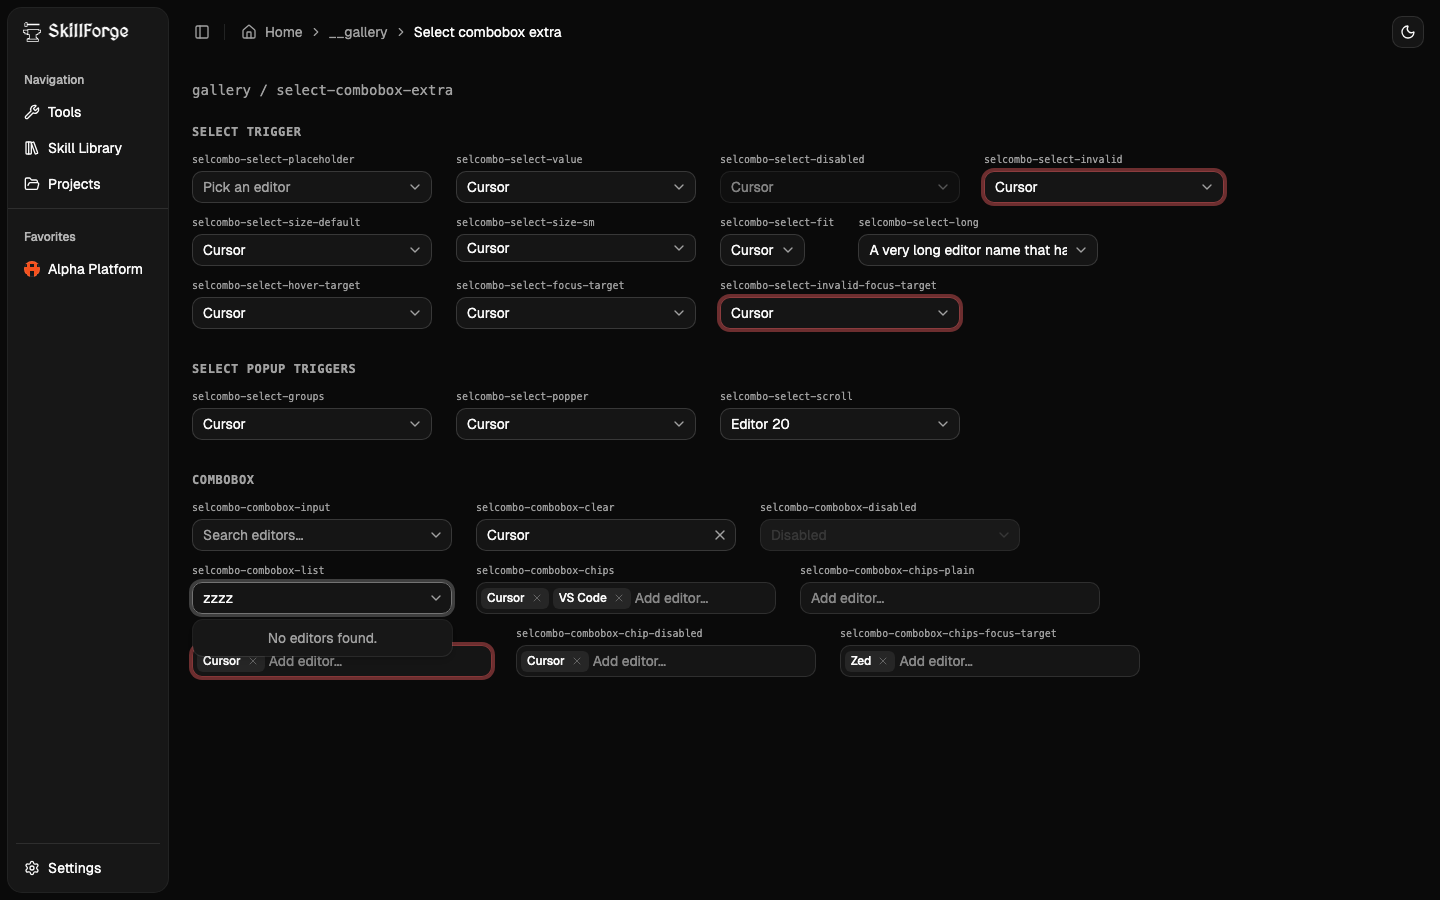 SkillForge
Home > __gallery > Select combobox extra
Navigation
Tools
Skill Library
Projects
Favorites
Alpha Platform
Settings
gallery / select-combobox-extra
SELECT TRIGGER
selcombo-select-placeholder selcombo-select-value selcombo-select-disabled selcombo-select-invalid
Pick an editor Cursor Cursor Cursor
selcombo-select-size-default selcombo-select-size-sm selcombo-select-fit selcombo-select-long
Cursor Cursor Cursor A very long editor name that ha
selcombo-select-hover-target selcombo-select-focus-target selcombo-select-invalid-focus-target
Cursor Cursor Cursor
SELECT POPUP TRIGGERS
selcombo-select-groups selcombo-select-popper selcombo-select-scroll
Cursor Cursor Editor 20
COMBOBOX
selcombo-combobox-input selcombo-combobox-clear selcombo-combobox-disabled
Search editors... Cursor Disabled
selcombo-combobox-list selcombo-combobox-chips selcombo-combobox-chips-plain
zzzz Cursor VS Code Add editor... Add editor...
No editors found. selcombo-combobox-chip-disabled selcombo-combobox-chips-focus-target
Cursor Add editor... Cursor Add editor... Zed Add editor...